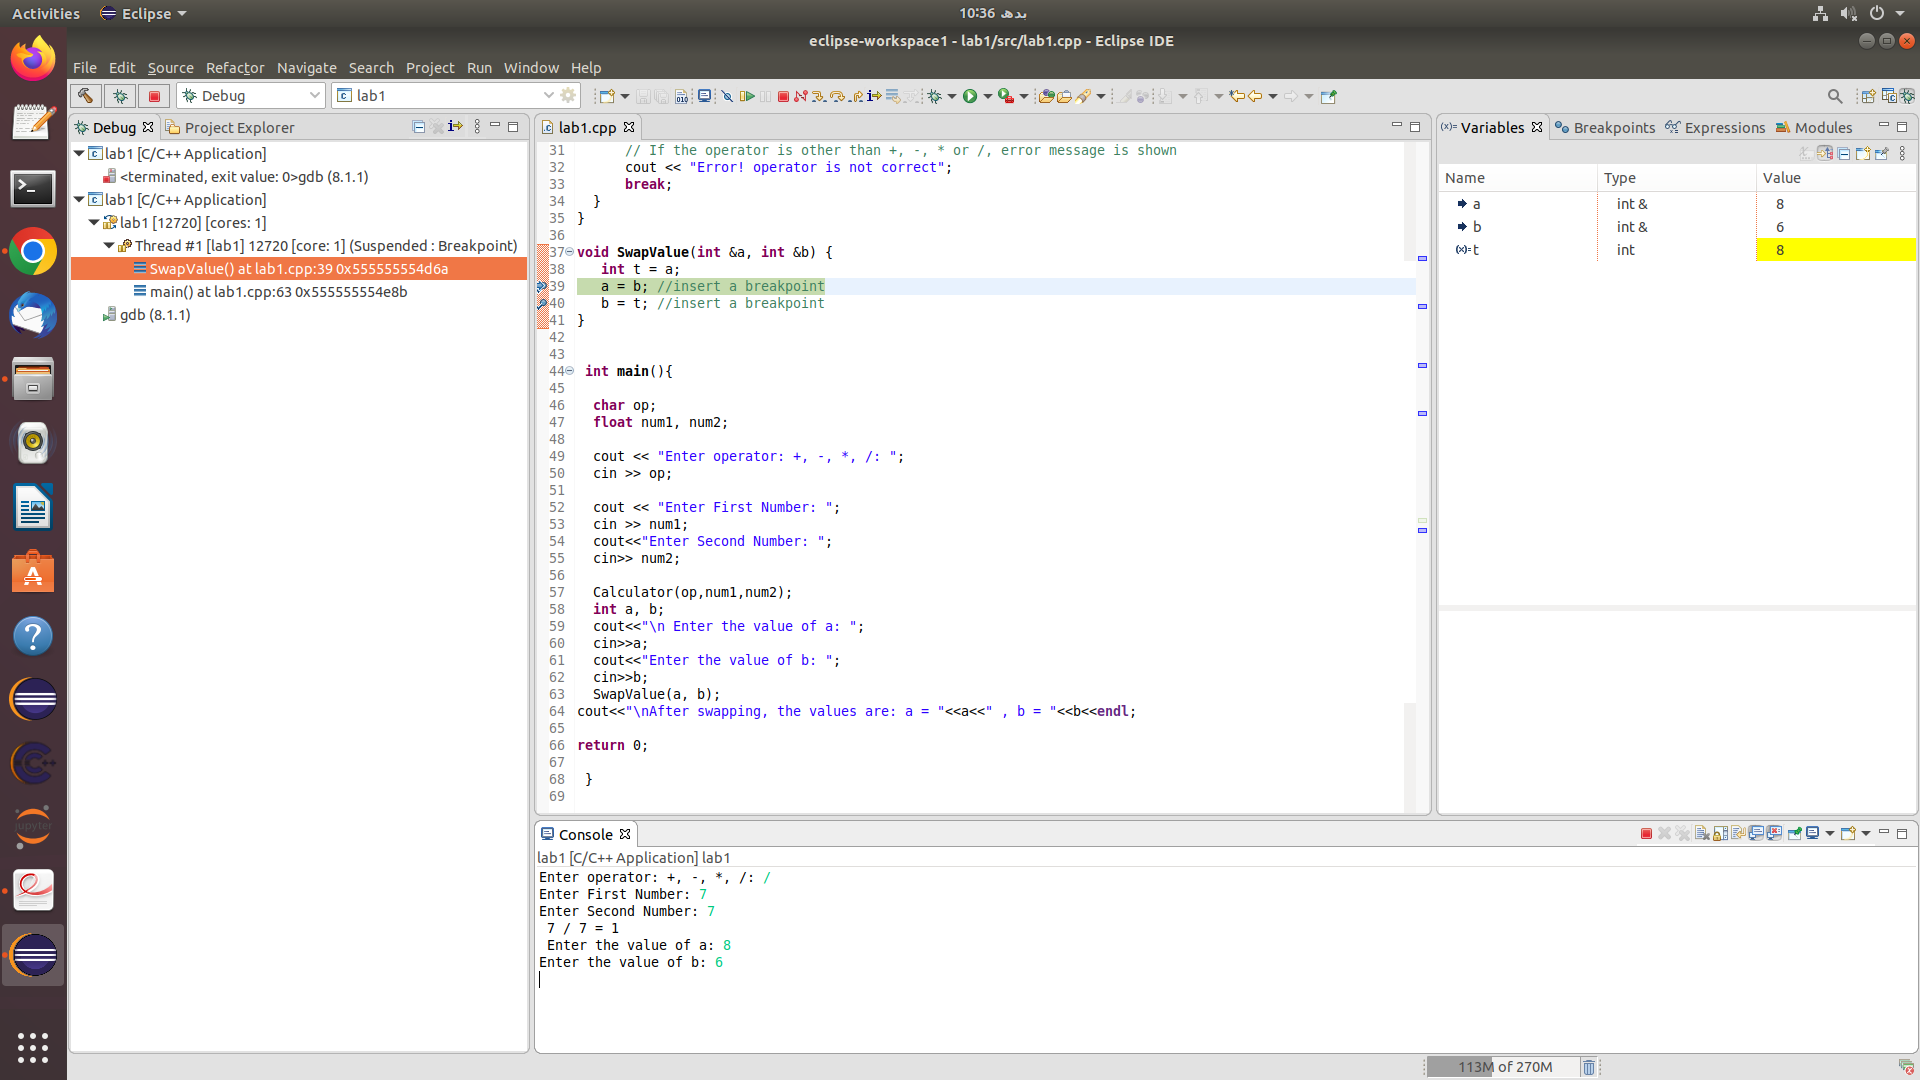 Activities
Eclipse
10:36 بدھ
eclipse-workspace1 - lab1/src/lab1.cpp - Eclipse IDE
File Edit Source Refactor Navigate Search Project Run Window Help
Debug
lab1
Debug
Project Explorer
lab1 [C/C++ Application]
<terminated, exit value: 0>gdb (8.1.1)
lab1 [C/C++ Application]
lab1 [12720] [cores: 1]
Thread #1 [lab1] 12720 [core: 1] (Suspended : Breakpoint)
SwapValue() at lab1.cpp:39 0x555555554d6a
main() at lab1.cpp:63 0x555555554e8b
gdb (8.1.1)
lab1.cpp
31 // If the operator is other than +, -, * or /, error message is shown
32 cout << "Error! operator is not correct";
33 break;
34 }
35 }
36
37 void SwapValue(int &a, int &b) {
38 int t = a;
39 a = b; //insert a breakpoint
40 b = t; //insert a breakpoint
41 }
42
43
44 int main(){
45
46 char op;
47 float num1, num2;
48
49 cout << "Enter operator: +, -, *, /: ";
50 cin >> op;
51
52 cout << "Enter First Number: ";
53 cin >> num1;
54 cout<<"Enter Second Number: ";
55 cin>> num2;
56
57 Calculator(op,num1,num2);
58 int a, b;
59 cout<<"\n Enter the value of a: ";
60 cin>>a;
61 cout<<"Enter the value of b: ";
62 cin>>b;
63 SwapValue(a, b);
64 cout<<"\nAfter swapping, the values are: a = "<<a<<" , b = "<<b<<endl;
65
66 return 0;
67
68 }
69
Variables
Breakpoints
Expressions
Modules
Name Type Value
a int & 8
b int & 6
(x)= t int 8
Console
lab1 [C/C++ Application] lab1
Enter operator: +, -, *, /: /
Enter First Number: 7
Enter Second Number: 7
7 / 7 = 1
Enter the value of a: 8
Enter the value of b: 6
113M of 270M
jupyter